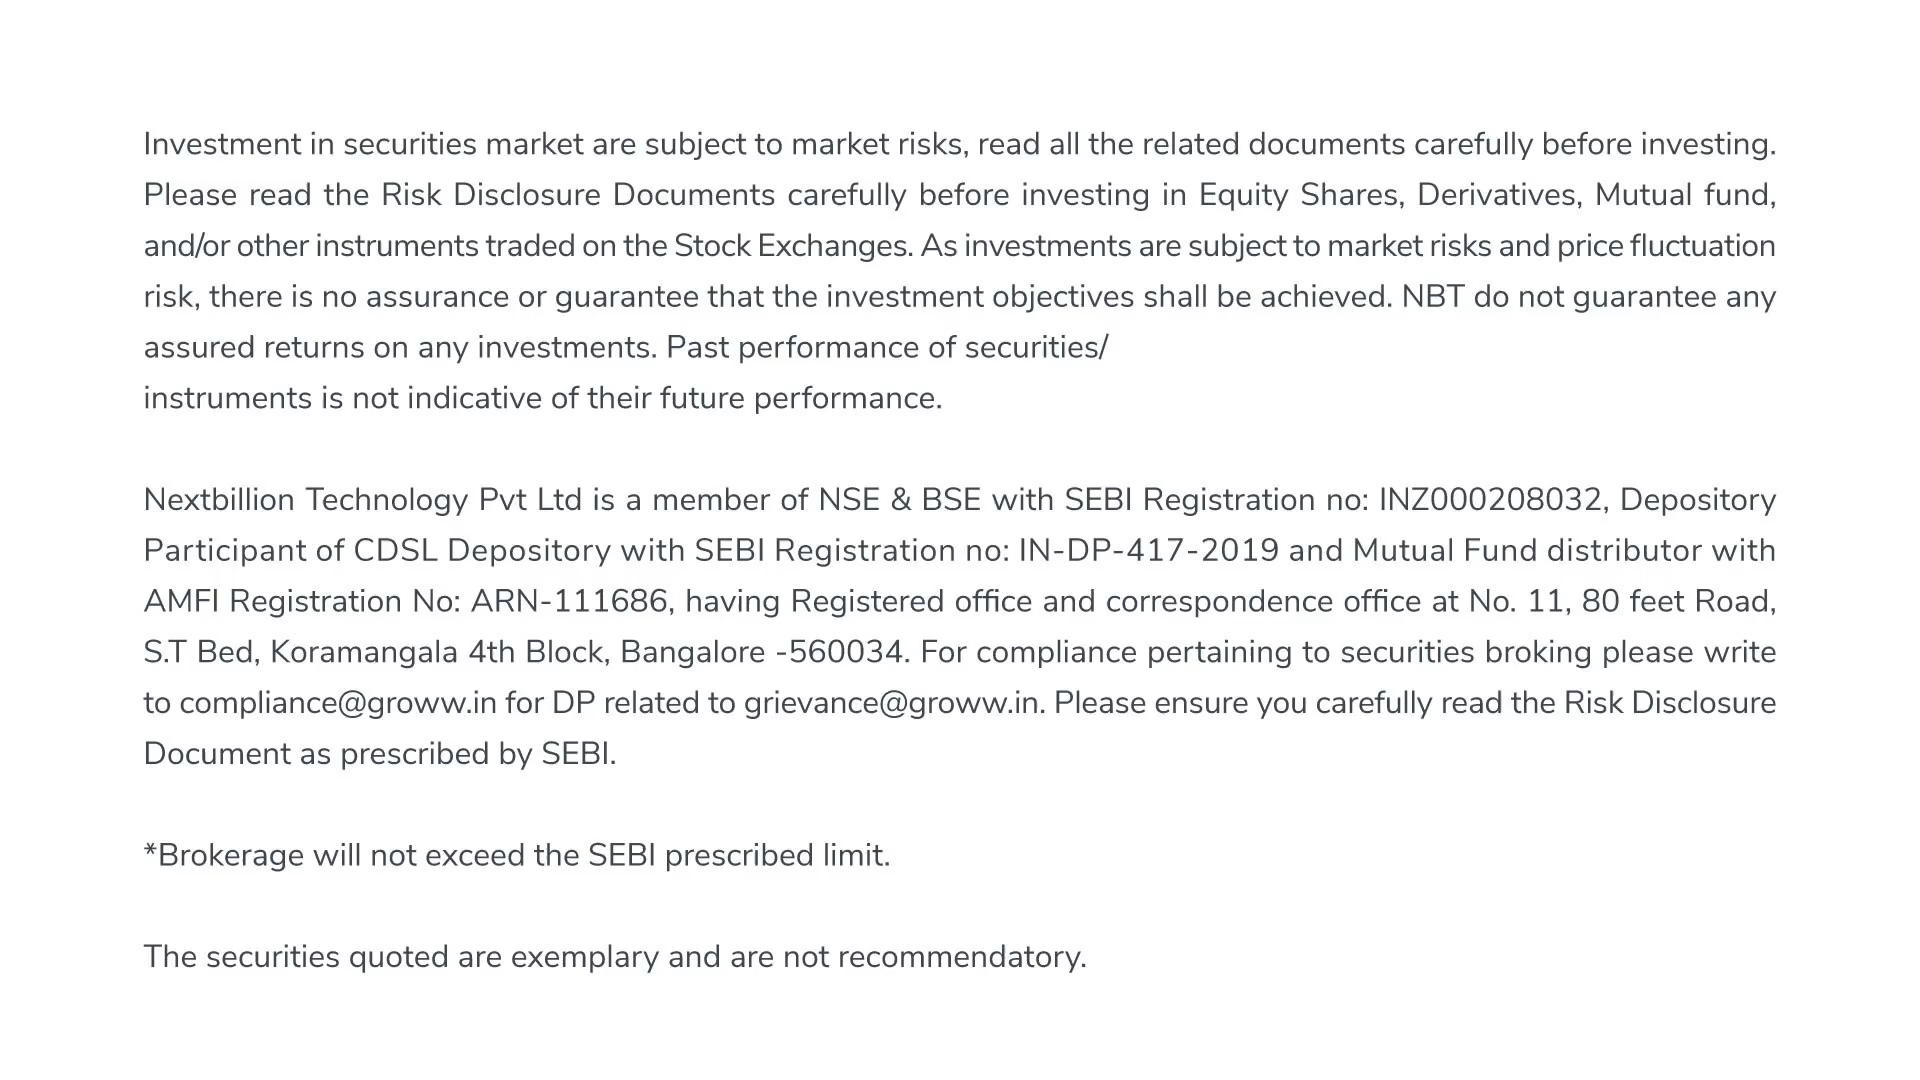 Investment in securities market are subject to market risks, read all the related documents carefully before investing.
Please read the Risk Disclosure Documents carefully before investing in Equity Shares, Derivatives, Mutual fund,
and/or other instruments traded on the Stock Exchanges. As investments are subject to market risks and price fluctuation
risk, there is no assurance or guarantee that the investment objectives shall be achieved. NBT do not guarantee any
assured returns on any investments. Past performance of securities/
instruments is not indicative of their future performance.
Nextbillion Technology Pvt Ltd is a member of NSE & BSE with SEBI Registration no: INZ000208032, Depository
Participant of CDSL Depository with SEBI Registration no: IN-DP-417-2019 and Mutual Fund distributor with
AMFI Registration No: ARN-111686, having Registered office and correspondence office at No. 11, 80 feet Road,
S.T Bed, Koramangala 4th Block, Bangalore -560034. For compliance pertaining to securities broking please write
to compliance@groww.in for DP related to grievance@groww.in. Please ensure you carefully read the Risk Disclosure
Document as prescribed by SEBI.
*Brokerage will not exceed the SEBI prescribed limit.
The securities quoted are exemplary and are not recommendatory.